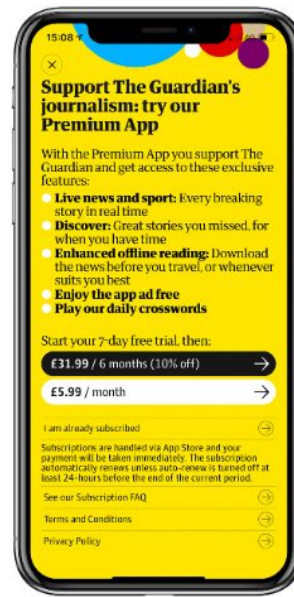 15:08
Support The Guardian's
journalism: try our
Premium App
With the Premium App you support The
Guardian and get access to these exclusive
features:
Live news and sport: Every breaking
story in real time
Discover: Great stories you missed, for
when you have time
Enhanced offline reading: Download
the news before you travel, or whenever
suits you best
Enjoy the app ad free
Play our daily crosswords
Start your 7-day free trial, then:
£31.99 / 6 months (10% off)
£5.99 / month
I am already subscribed
Subscriptions are handled via App Store and your
payment will be taken immediately. The subscription
automatically renews unless auto-renew is turned off at
least 24-hours before the end of the current period.
See our Subscription FAQ
Terms and Conditions
Privacy Policy